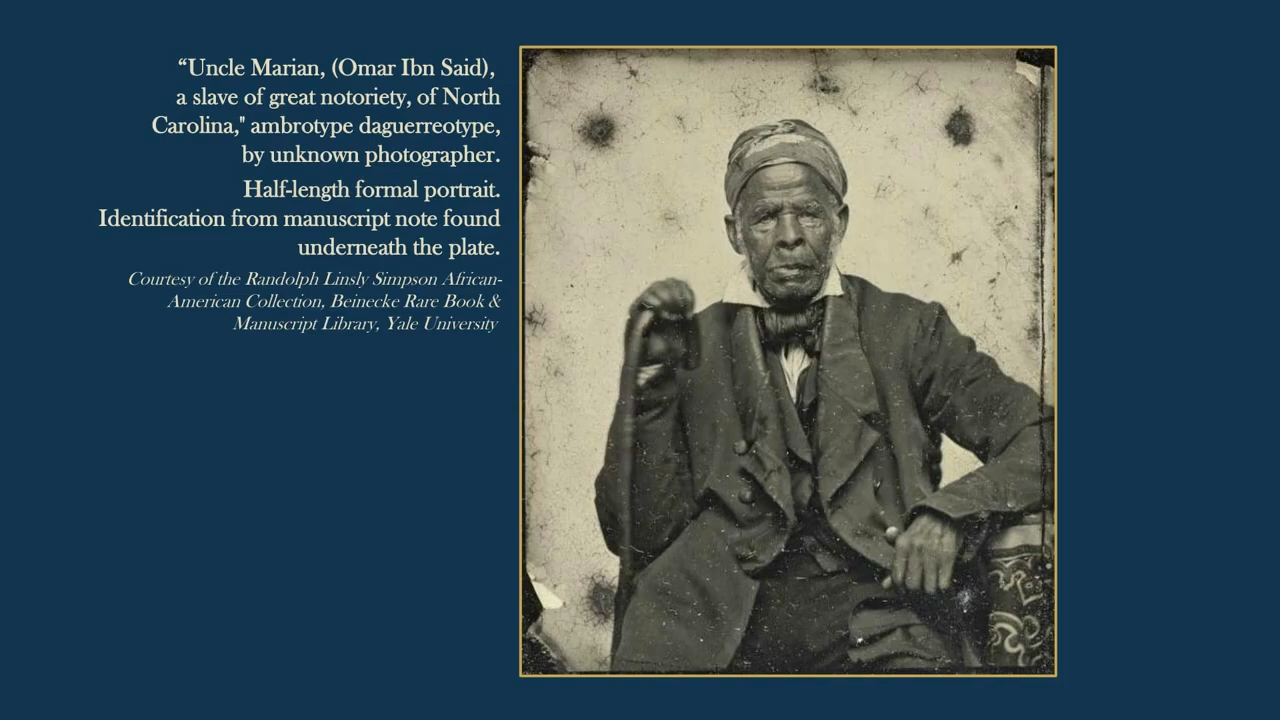 “Uncle Marian, (Omar Ibn Said),
a slave of great notoriety, of North
Carolina," ambrotype daguerreotype,
by unknown photographer.
Half-length formal portrait.
Identification from manuscript note found
underneath the plate.
Courtesy of the Randolph Linsly Simpson African-
American Collection, Beinecke Rare Book &
Manuscript Library, Yale University